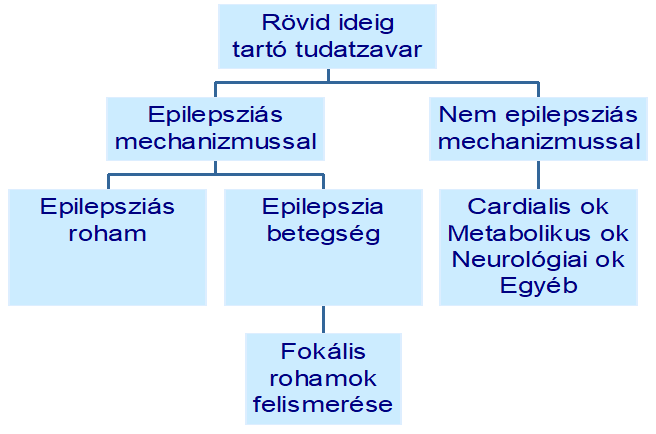 Rövid ideig
tartó tudatzavar
Epilepsziás
mechanizmussal
Nem epilepsziás
mechanizmussal
Epilepsziás
roham
Epilepszia
betegség
Cardialis ok
Metabolikus ok
Neurológiai ok
Egyéb
Fokális
rohamok
felismerése